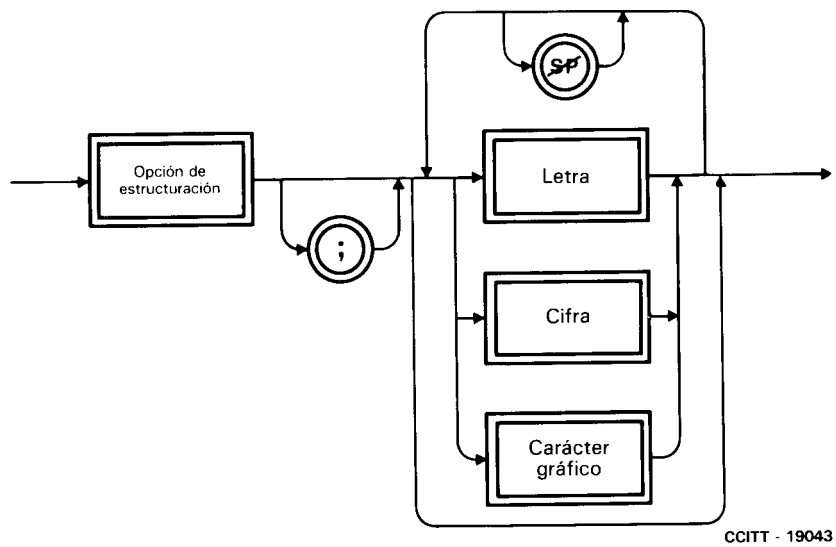 SP
Opción de
estructuración
;
Letra
Cifra
Carácter
gráfico
CCITT - 19043